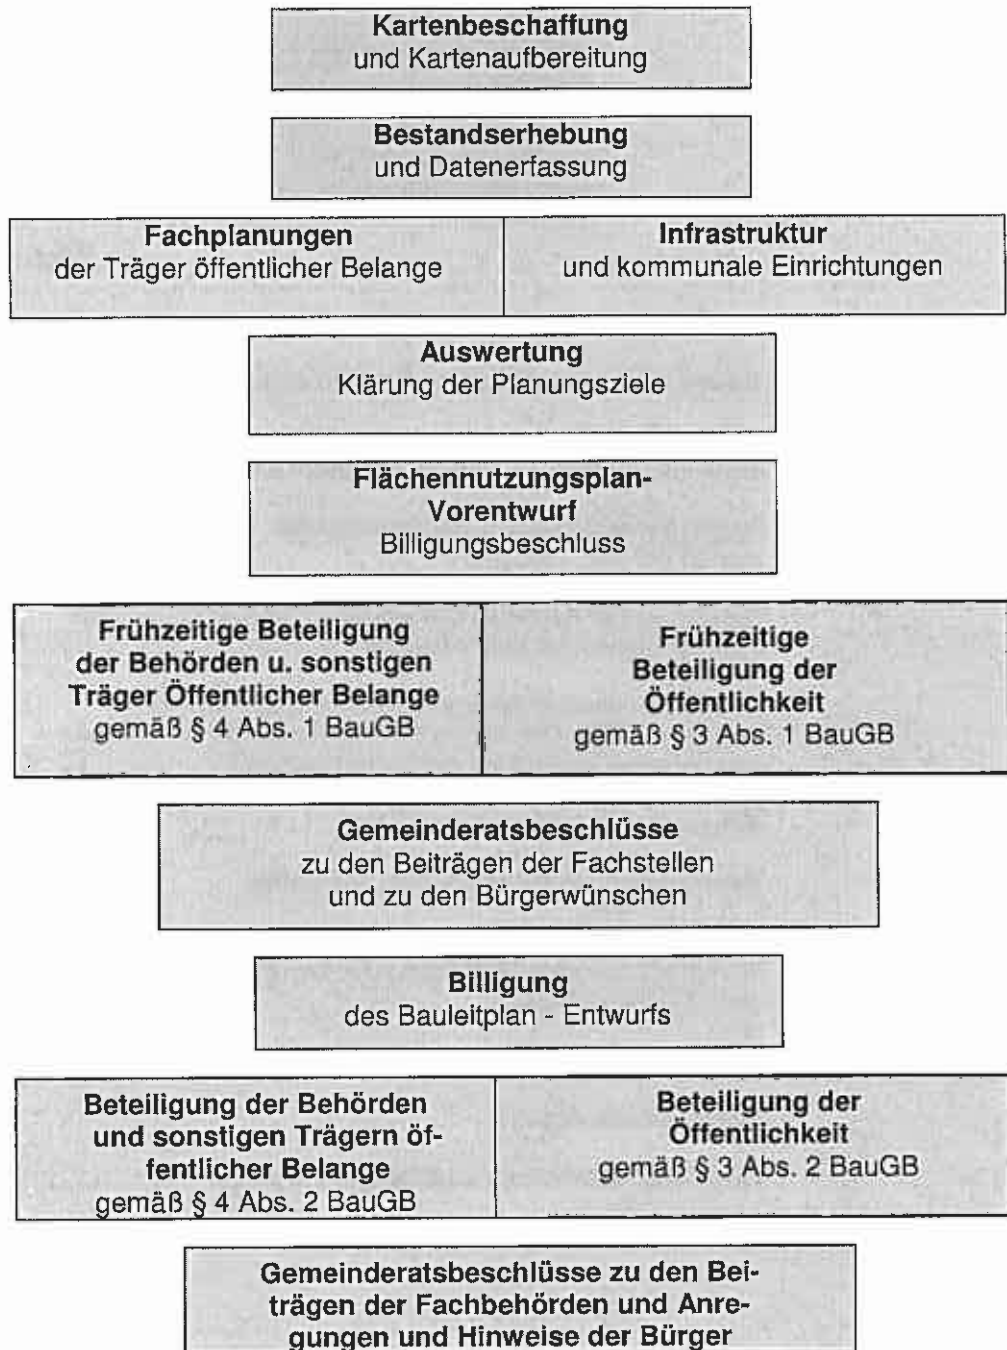 Kartenbeschaffung
und Kartenaufbereitung
Bestandserhebung
und Datenerfassung
Fachplanungen
der Träger öffentlicher Belange
Infrastruktur
und kommunale Einrichtungen
Auswertung
Klärung der Planungsziele
Flächennutzungsplan-
Vorentwurf
Billigungsbeschluss
Frühzeitige Beteiligung
der Behörden u. sonstigen
Träger Öffentlicher Belange
gemäß § 4 Abs. 1 BauGB
Frühzeitige
Beteiligung der
Öffentlichkeit
gemäß § 3 Abs. 1 BauGB
Gemeinderatsbeschlüsse
zu den Beiträgen der Fachstellen
und zu den Bürgerwünschen
Billigung
des Bauleitplan - Entwurfs
Beteiligung der Behörden
und sonstigen Trägern öf-
fentlicher Belange
gemäß § 4 Abs. 2 BauGB
Beteiligung der
Öffentlichkeit
gemäß § 3 Abs. 2 BauGB
Gemeinderatsbeschlüsse zu den Bei-
trägen der Fachbehörden und Anre-
gungen und Hinweise der Bürger